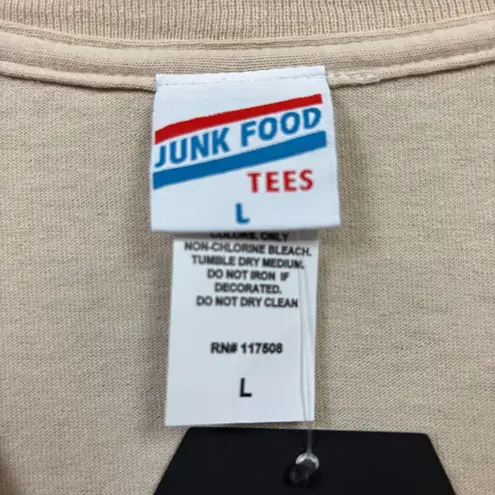 JUNK FOOD
TEES
L
COLORS. ONLY
NON-CHLORINE BLEACH.
TUMBLE DRY MEDIUM.
DO NOT IRON IF
DECORATED.
DO NOT DRY CLEAN
RN# 117508
L